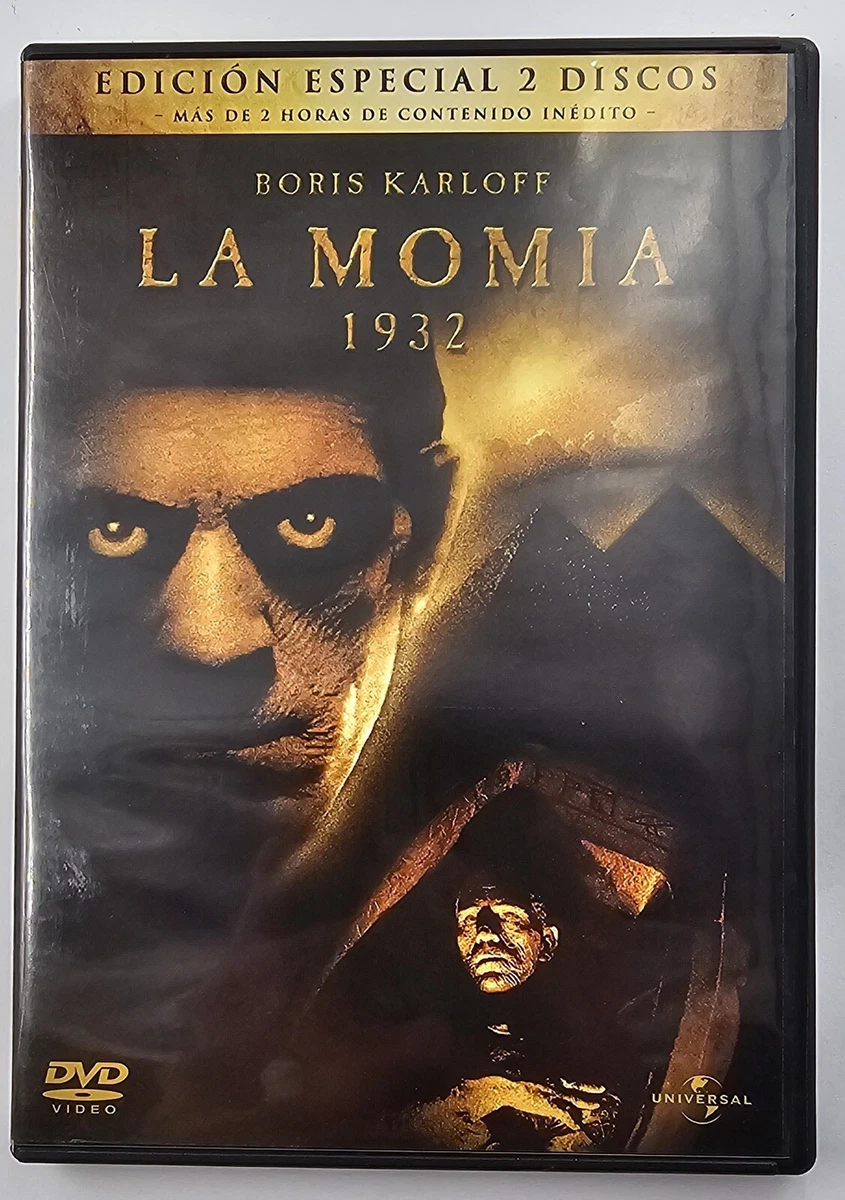 EDICIÓN ESPECIAL 2 DISCOS
- MÁS DE 2 HORAS DE CONTENIDO INÉDITO -
BORIS KARLOFF
LA MOMIA
1932
DVD
VIDEO
UNIVERSAL